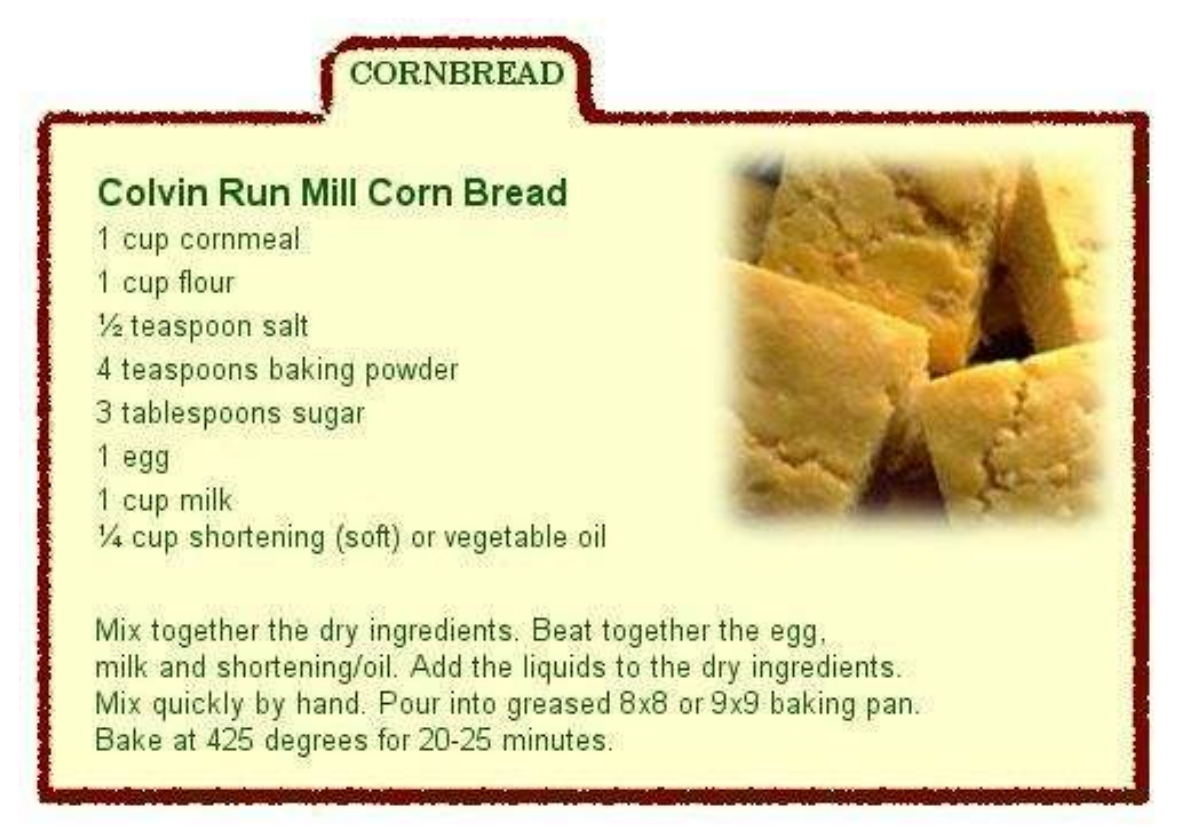 CORNBREAD
Colvin Run Mill Corn Bread
1 cup cornmeal
1 cup flour
½ teaspoon salt
4 teaspoons baking powder
3 tablespoons sugar
1 egg
1 cup milk
¼ cup shortening (soft) or vegetable oil
Mix together the dry ingredients. Beat together the egg,
milk and shortening/oil. Add the liquids to the dry ingredients.
Mix quickly by hand. Pour into greased 8x8 or 9x9 baking pan.
Bake at 425 degrees for 20-25 minutes.